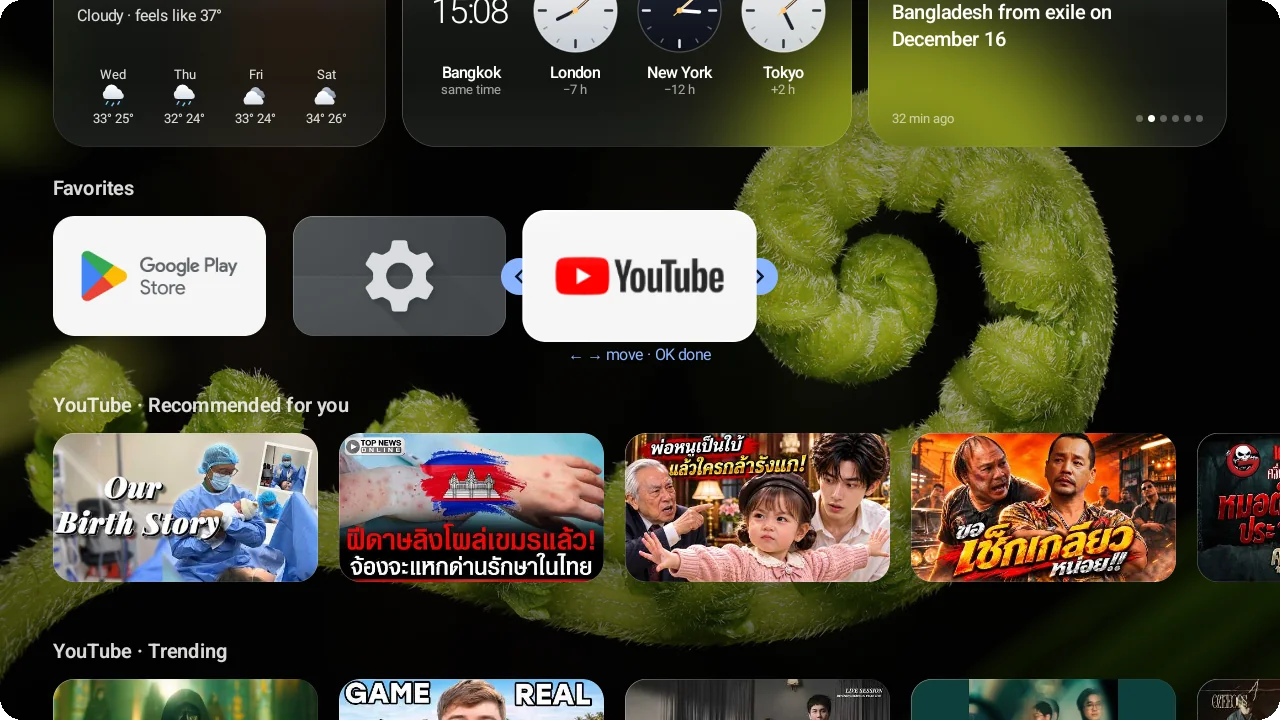 Cloudy · feels like 37°
Wed
Thu
Fri
Sat
33° 25°
32° 24°
33° 24°
34° 26°
15:08
Bangkok
London
New York
Tokyo
same time
−7 h
−12 h
+2 h
Bangladesh from exile on
December 16
32 min ago
Favorites
Google Play
Store
YouTube
← → move · OK done
YouTube · Recommended for you
Our
Birth Story
TOP NEWS
ONLINE
ฝีดาษลิงโผล่เขมรแล้ว!
จ้องจะแหกด่านรักษาในไทย
พ่อหนูเป็นใบ้
แล้วใครกล้ารังแก!
ขอ
เช็กเกลียว
หน่อย!!
YouTube · Trending
GAME
REAL
LIVE SESSION